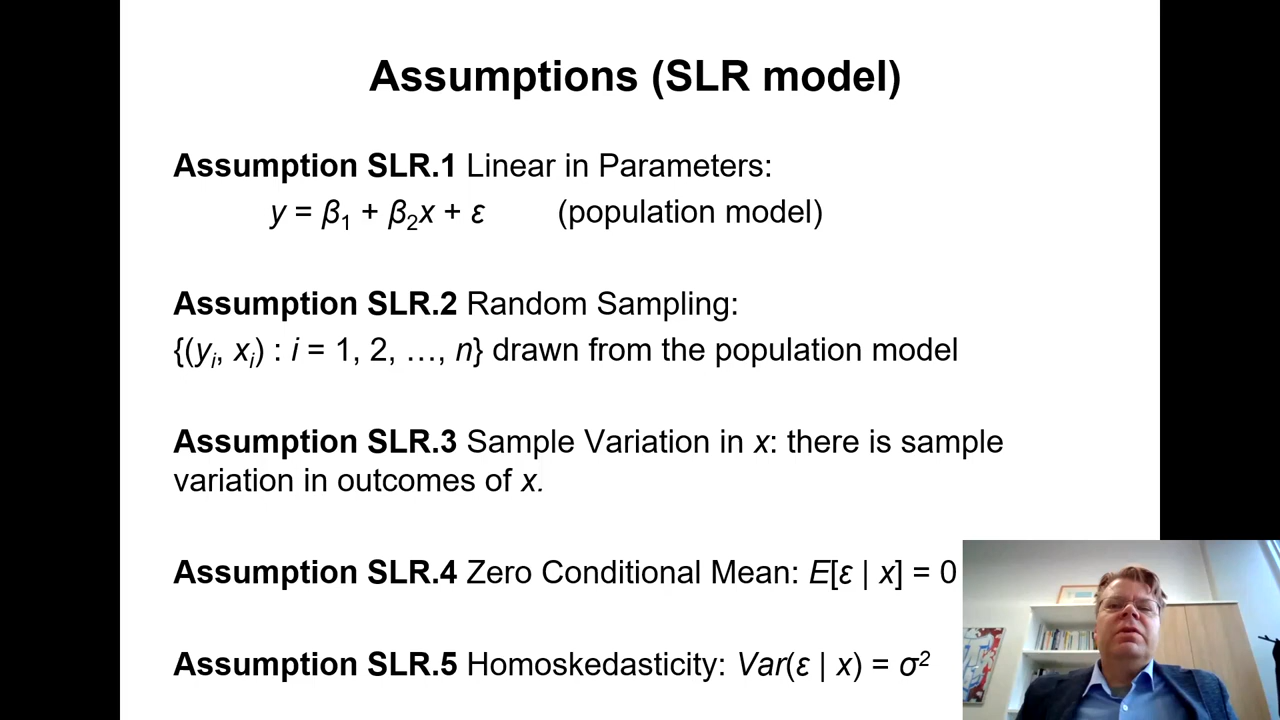 Assumptions (SLR model)
Assumption SLR.1 Linear in Parameters:
y = β₁ + β₂x + ε (population model)
Assumption SLR.2 Random Sampling:
{(yᵢ, xᵢ) : i = 1, 2, …, n} drawn from the population model
Assumption SLR.3 Sample Variation in x: there is sample
variation in outcomes of x.
Assumption SLR.4 Zero Conditional Mean: E[ε | x] = 0
Assumption SLR.5 Homoskedasticity: Var(ε | x) = σ²